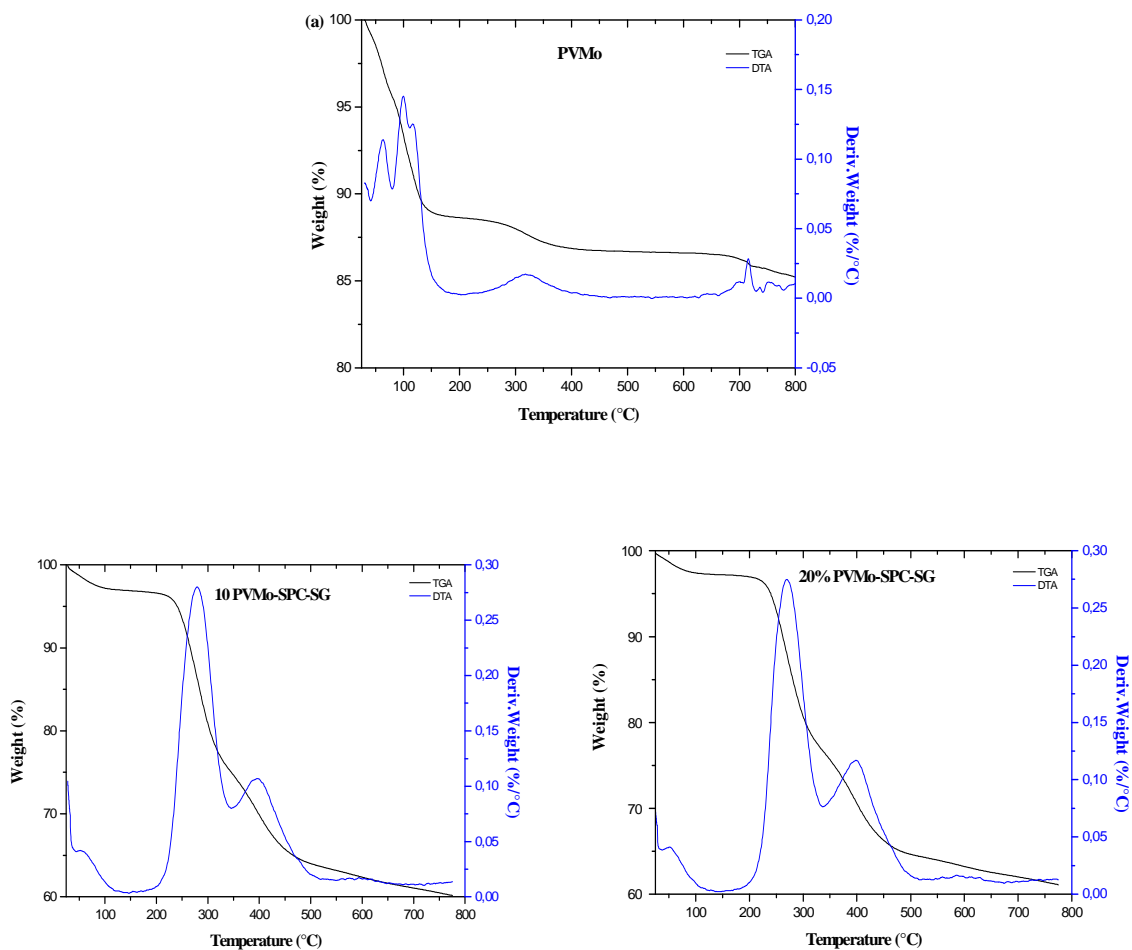 (a)
PVMo
TGA
DTA
100
95
90
85
80
Weight (%)
0,20
0,15
0,10
0,05
0,00
-0,05
Deriv.Weight (%/°C)
100 200 300 400 500 600 700 800
Temperature (°C)
10 PVMo-SPC-SG
TGA
DTA
100
90
80
70
60
Weight (%)
0,30
0,25
0,20
0,15
0,10
0,05
0,00
Deriv.Weight (%/°C)
100 200 300 400 500 600 700 800
Temperature (°C)
20% PVMo-SPC-SG
TGA
DTA
100
90
80
70
60
Weight (%)
0,30
0,25
0,20
0,15
0,10
0,05
0,00
Deriv.Weight (%/°C)
100 200 300 400 500 600 700 800
Temperature (°C)